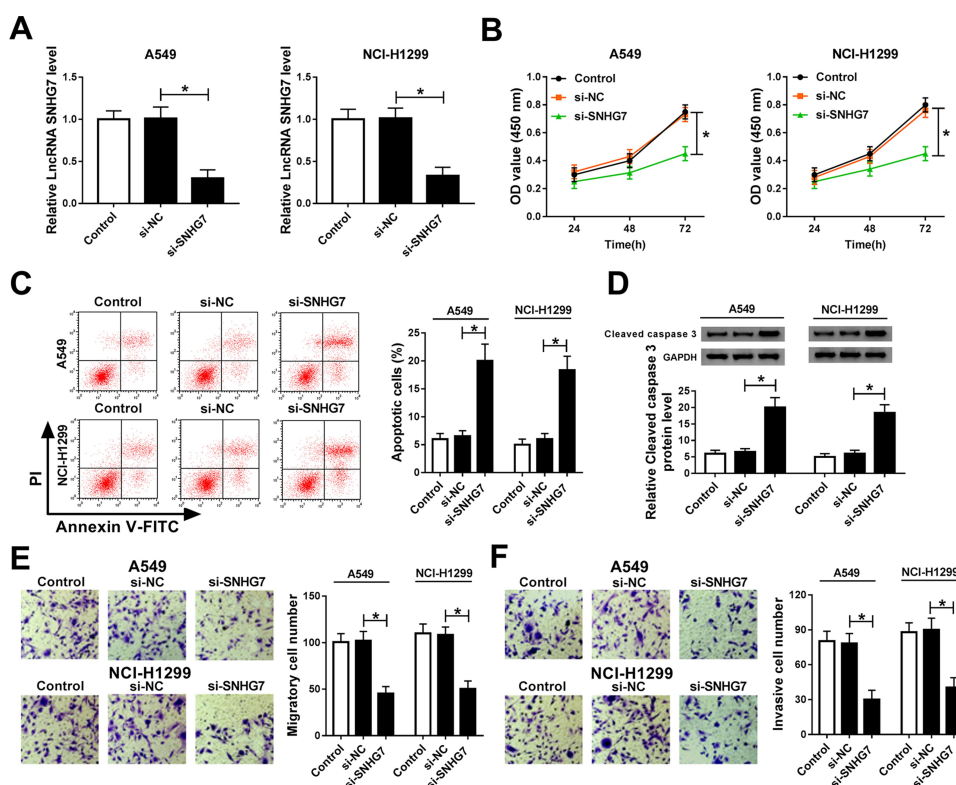 A
A549
Relative LncRNA SNHG7 level
1.5
1.0
0.5
0.0
*
Control
si-NC
si-SNHG7
NCI-H1299
Relative LncRNA SNHG7 level
1.5
1.0
0.5
0.0
*
Control
si-NC
si-SNHG7
B
A549
OD value (450 nm)
1.0
0.8
0.6
0.4
0.2
0.0
Control
si-NC
si-SNHG7
*
24 48 72
Time(h)
NCI-H1299
OD value (450 nm)
1.0
0.8
0.6
0.4
0.2
0.0
Control
si-NC
si-SNHG7
*
24 48 72
Time(h)
C
Control si-NC si-SNHG7
A549
Control si-NC si-SNHG7
NCI-H1299
PI
Annexin V-FITC
Apoptotic cells (%)
25
20
15
10
5
0
A549 NCI-H1299
* *
Control
si-NC
si-SNHG7
Control
si-NC
si-SNHG7
D
A549 NCI-H1299
Cleaved caspase 3
GAPDH
Relative Cleaved caspase 3
protein level
25
20
15
10
5
0
* *
Control
si-NC
si-SNHG7
Control
si-NC
si-SNHG7
E
A549
Control si-NC si-SNHG7
NCI-H1299
Control si-NC si-SNHG7
Migratory cell number
150
100
50
0
A549 NCI-H1299
* *
Control
si-NC
si-SNHG7
Control
si-NC
si-SNHG7
F
A549
Control si-NC si-SNHG7
NCI-H1299
Control si-NC si-SNHG7
Invasive cell number
120
90
60
30
0
A549 NCI-H1299
* *
Control
si-NC
si-SNHG7
Control
si-NC
si-SNHG7